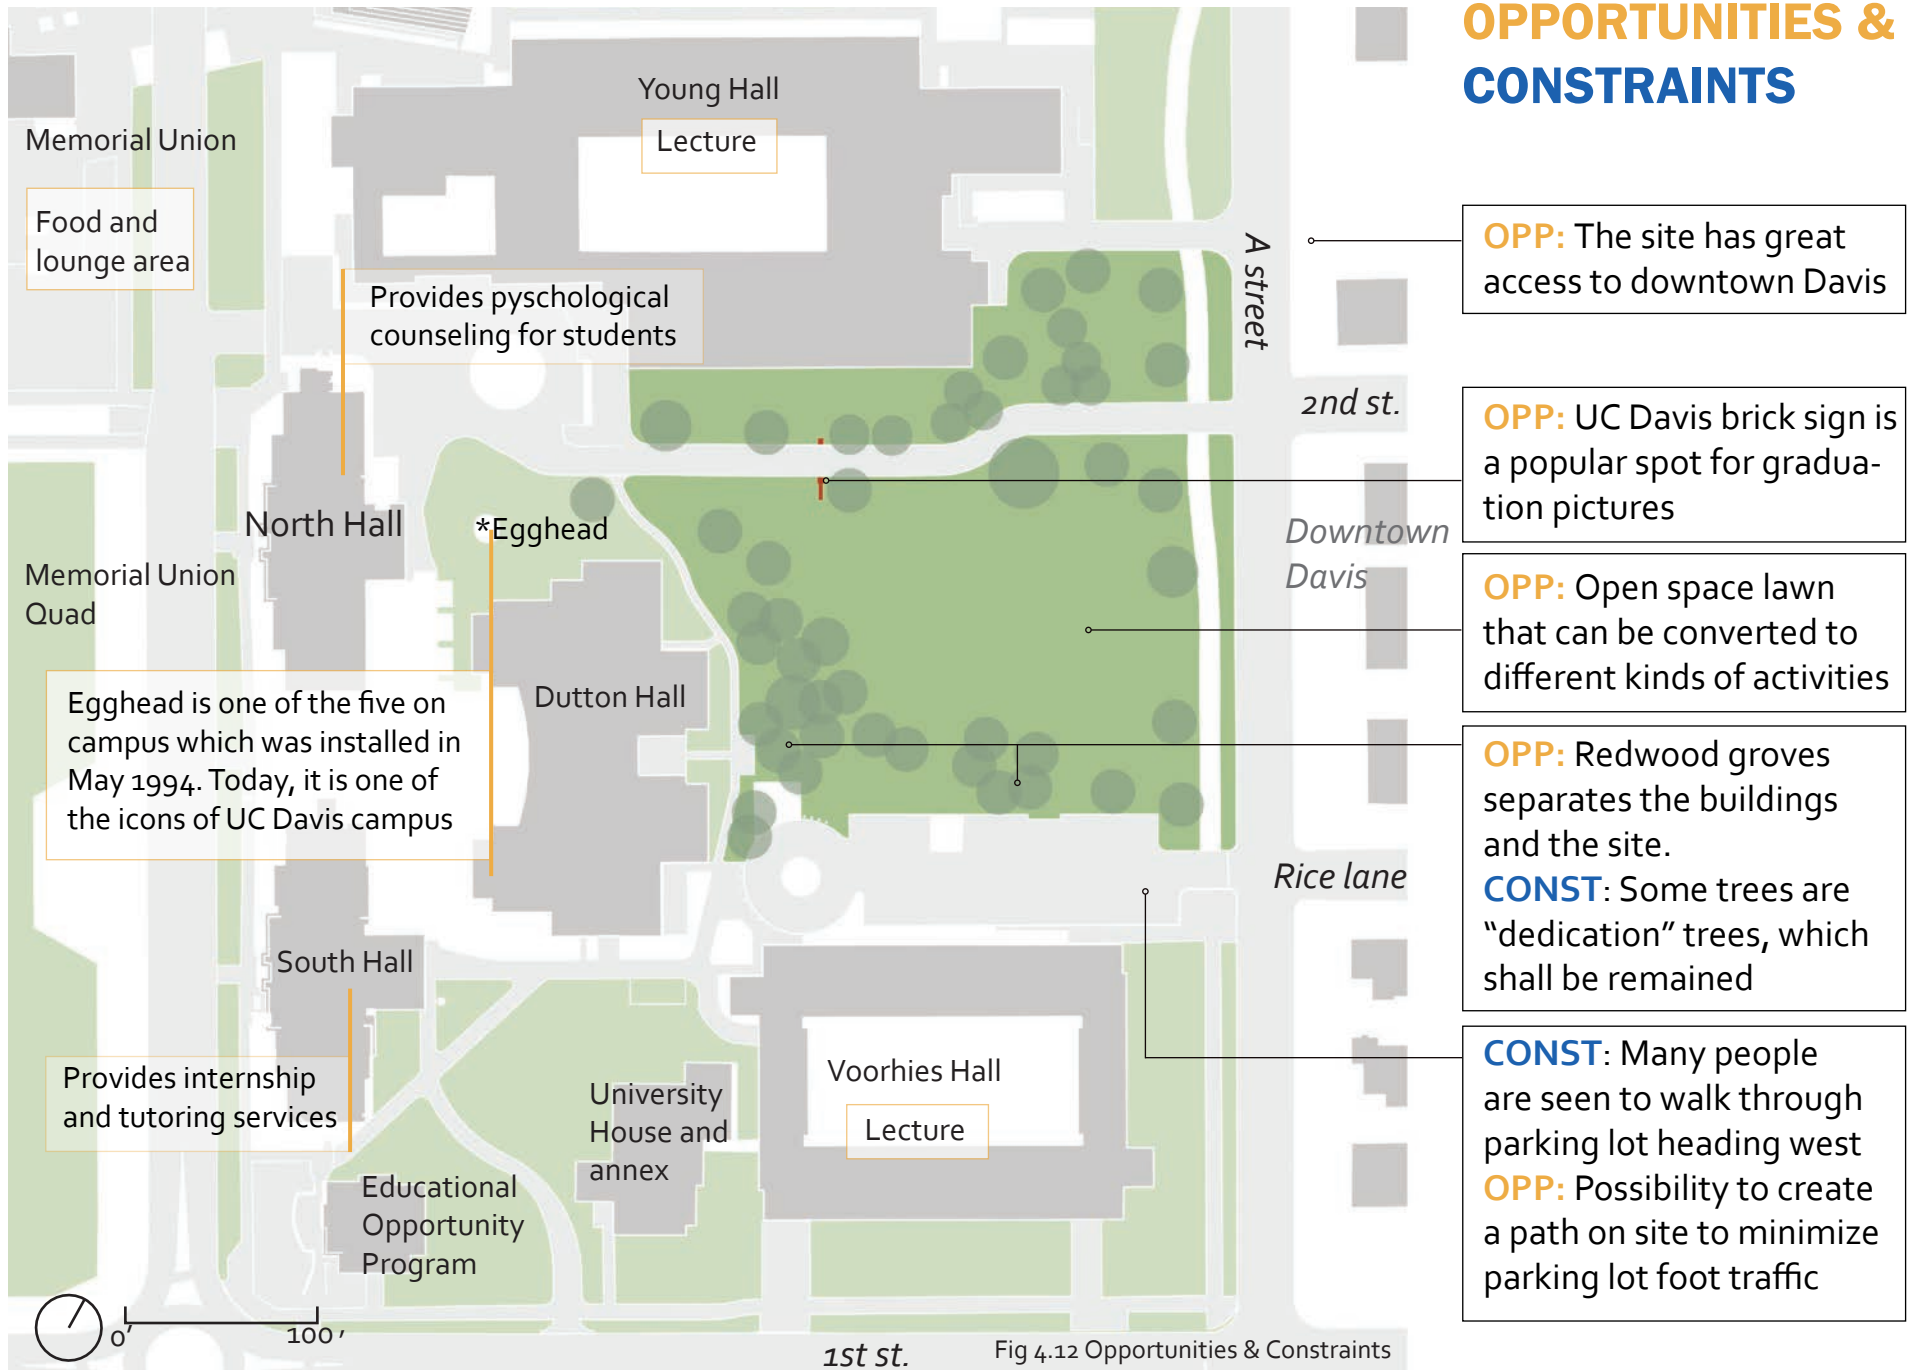 OPPORTUNITIES &
CONSTRAINTS
Young Hall
Lecture
Memorial Union
Food and
lounge area
Provides pyschological
counseling for students
A street
2nd st.
North Hall
*Egghead
Downtown
Davis
Memorial Union
Quad
Dutton Hall
Egghead is one of the five on
campus which was installed in
May 1994. Today, it is one of
the icons of UC Davis campus
Rice lane
South Hall
Provides internship
and tutoring services
University
House and
annex
Voorhies Hall
Lecture
Educational
Opportunity
Program
0'
100'
1st st.
Fig 4.12 Opportunities & Constraints
OPP: The site has great
access to downtown Davis
OPP: UC Davis brick sign is
a popular spot for gradua-
tion pictures
OPP: Open space lawn
that can be converted to
different kinds of activities
OPP: Redwood groves
separates the buildings
and the site.
CONST: Some trees are
“dedication” trees, which
shall be remained
CONST: Many people
are seen to walk through
parking lot heading west
OPP: Possibility to create
a path on site to minimize
parking lot foot traffic